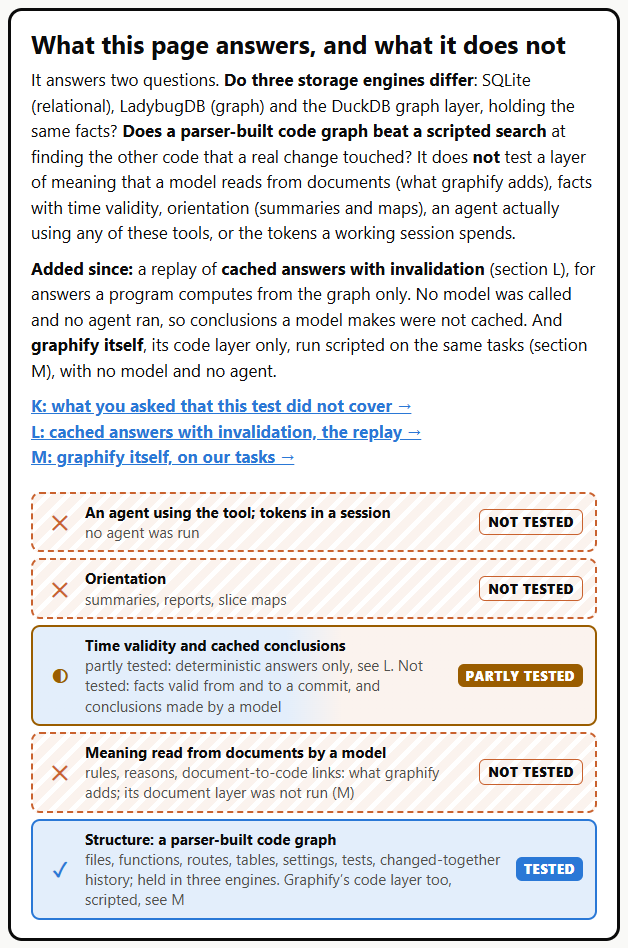 What this page answers, and what it does not
It answers two questions. Do three storage engines differ: SQLite
(relational), LadybugDB (graph) and the DuckDB graph layer, holding the
same facts? Does a parser-built code graph beat a scripted search at
finding the other code that a real change touched? It does not test a layer
of meaning that a model reads from documents (what graphify adds), facts
with time validity, orientation (summaries and maps), an agent actually
using any of these tools, or the tokens a working session spends.
Added since: a replay of cached answers with invalidation (section L), for
answers a program computes from the graph only. No model was called
and no agent ran, so conclusions a model makes were not cached. And
graphify itself, its code layer only, run scripted on the same tasks (section
M), with no model and no agent.
K: what you asked that this test did not cover →
L: cached answers with invalidation, the replay →
M: graphify itself, on our tasks →
An agent using the tool; tokens in a session
no agent was run
NOT TESTED
Orientation
summaries, reports, slice maps
NOT TESTED
Time validity and cached conclusions
partly tested: deterministic answers only, see L. Not
tested: facts valid from and to a commit, and
conclusions made by a model
PARTLY TESTED
Meaning read from documents by a model
rules, reasons, document-to-code links: what graphify
adds; its document layer was not run (M)
NOT TESTED
Structure: a parser-built code graph
files, functions, routes, tables, settings, tests, changed-together
history; held in three engines. Graphify’s code layer too,
scripted, see M
TESTED